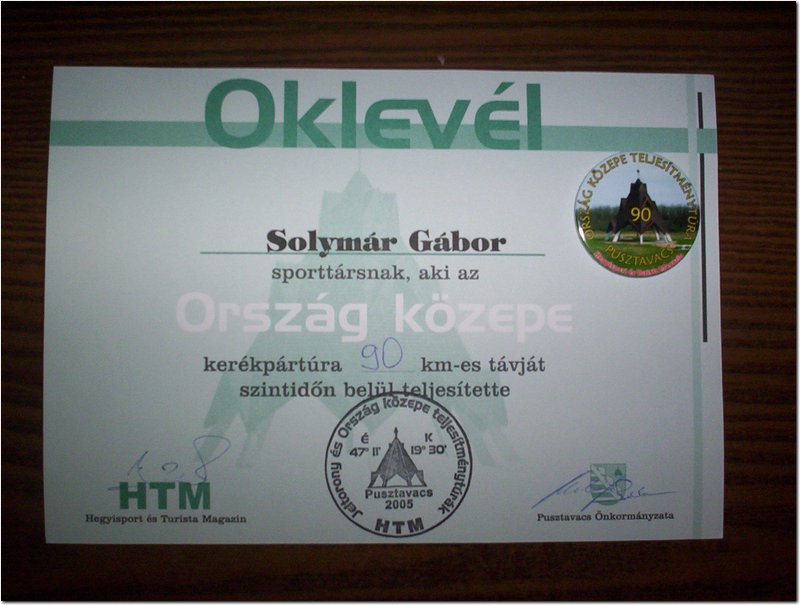 Oklevél
ORSZÁG KÖZEPE TELJESÍTMÉNYTÚRA
90
PUSZTAVACS
Solymár Gábor
sporttársnak, aki az
Ország közepe
kerékpártúra 90 km-es távját
szintidőn belül teljesítette
Jeltorony és Ország közepe teljesítménytúrák
É K
47° 11' 19° 30'
Pusztavacs
2005
HTM
HTM
Hegyisport és Turista Magazin
Pusztavacs Önkormányzata